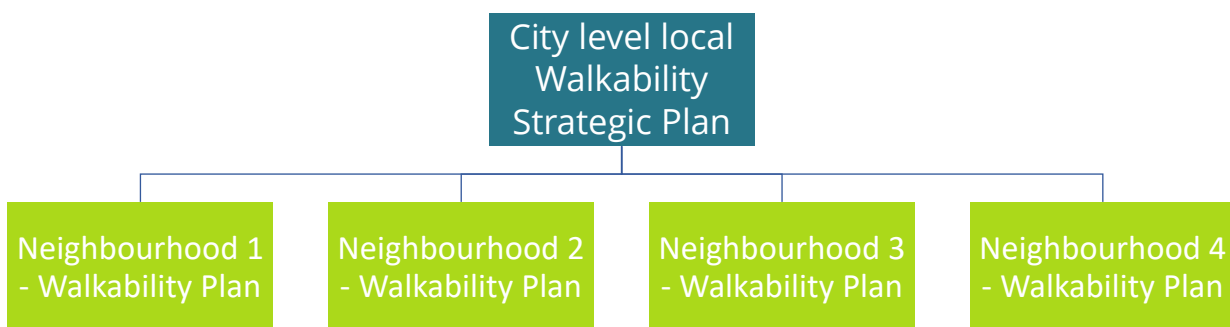 City level local
Walkability
Strategic Plan
Neighbourhood 1
- Walkability Plan
Neighbourhood 2
- Walkability Plan
Neighbourhood 3
- Walkability Plan
Neighbourhood 4
- Walkability Plan